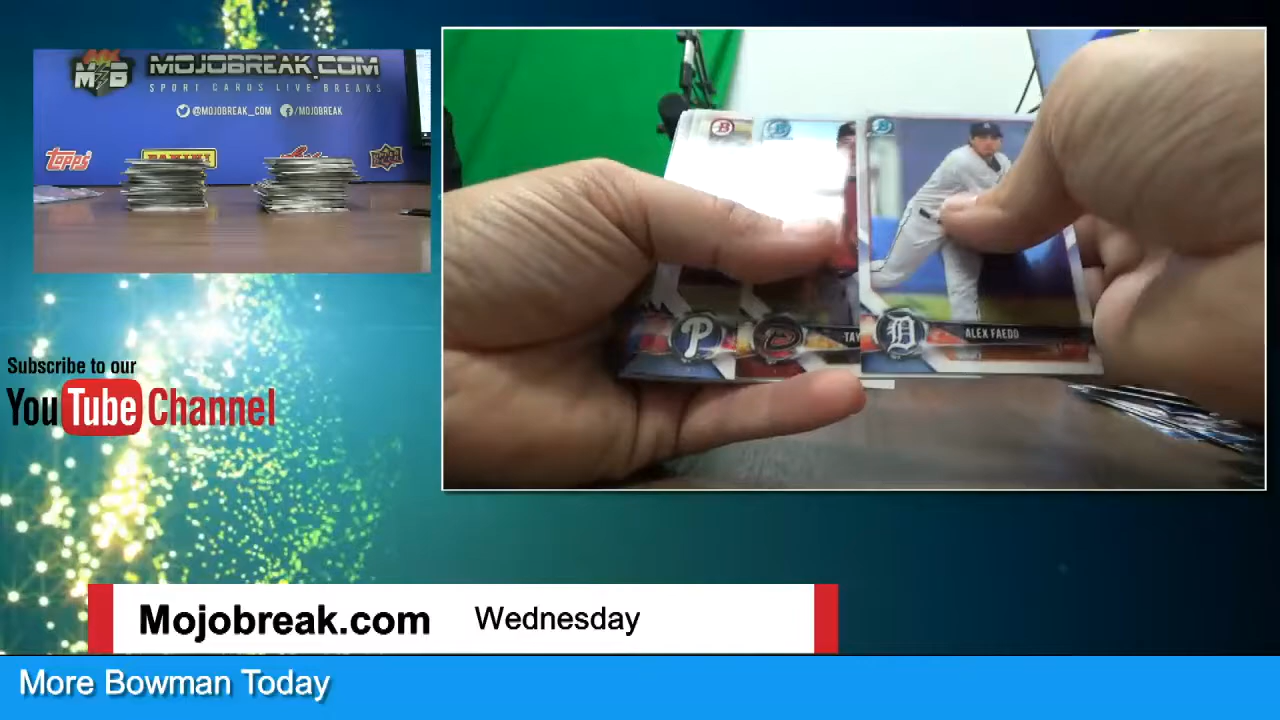 MOJOBREAK.COM
SPORT CARDS LIVE BREAKS
@MOJOBREAK_COM /MOJOBREAK
TOPPS PANINI
Subscribe to our
YouTube Channel
P D TAY D ALEX FAEDO
Mojobreak.com Wednesday
More Bowman Today